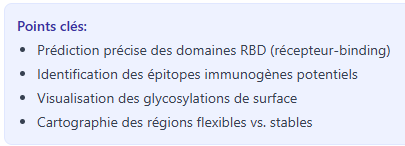 Points clés:
• Prédiction précise des domaines RBD (récepteur-binding)
• Identification des épitopes immunogènes potentiels
• Visualisation des glycosylations de surface
• Cartographie des régions flexibles vs. stables